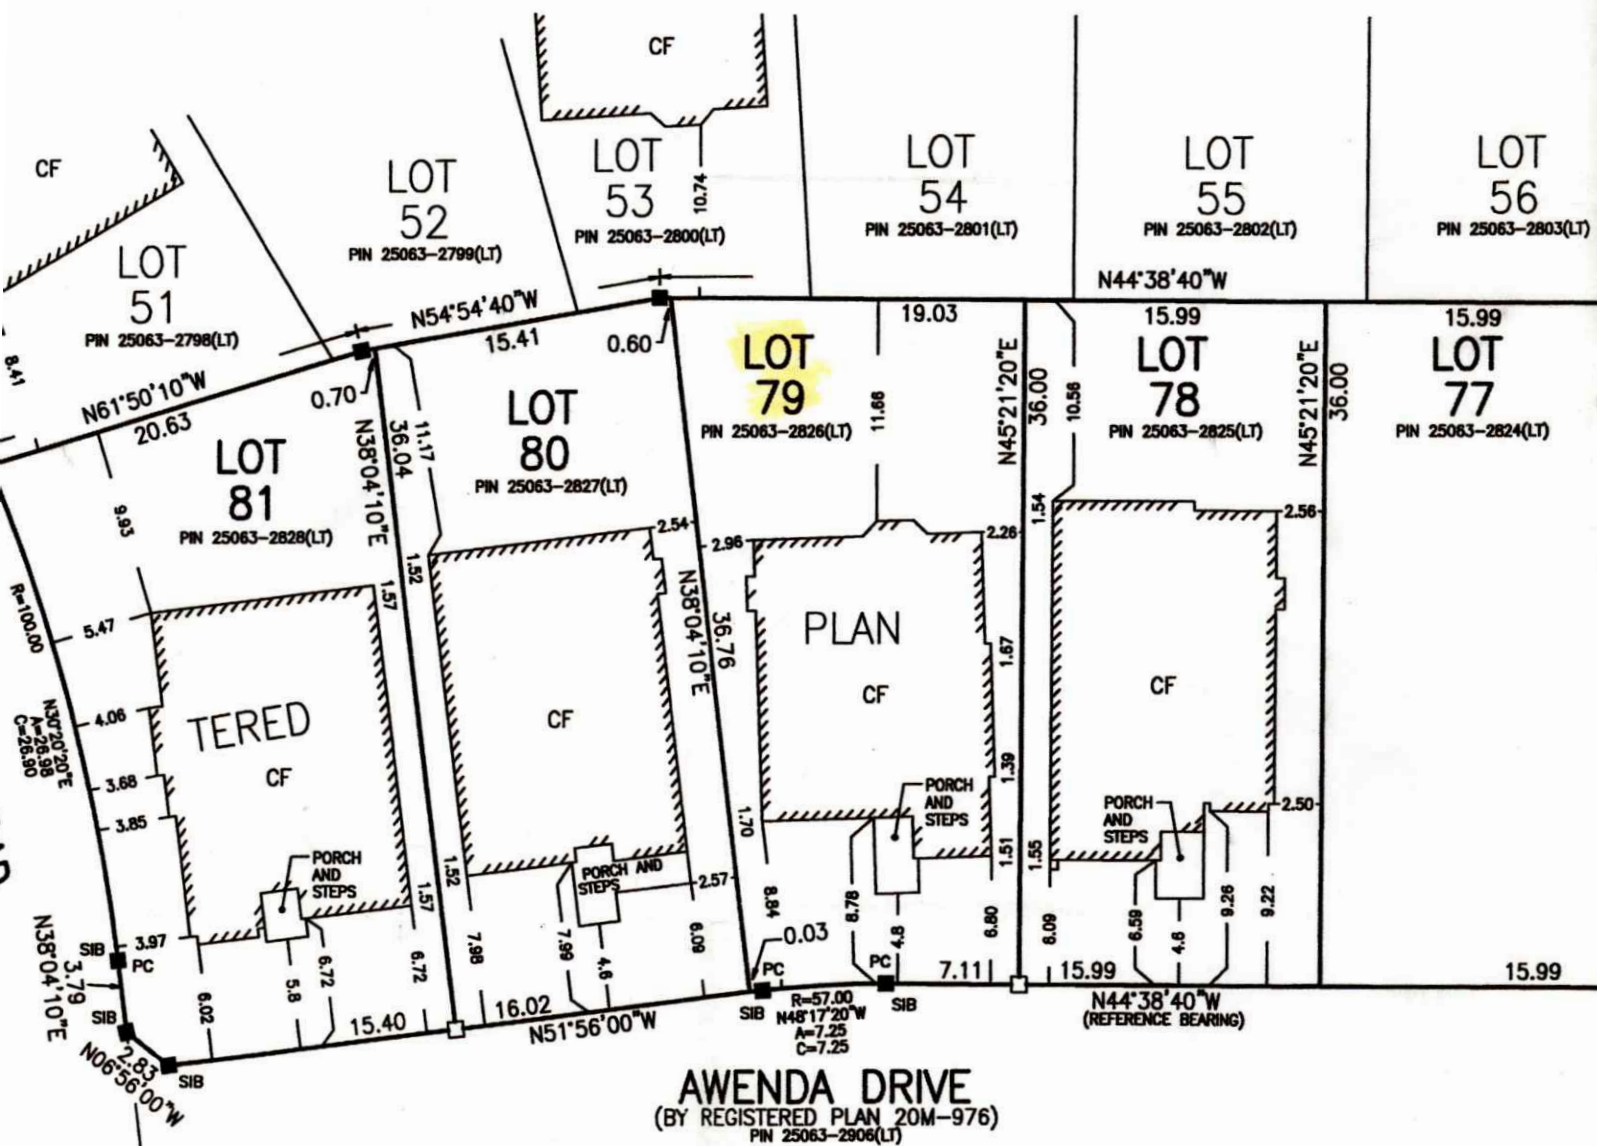 CF
CF
LOT
51
PIN 25063-2798(LT)
LOT
52
PIN 25063-2799(LT)
LOT
53
PIN 25063-2800(LT)
10.74
LOT
54
PIN 25063-2801(LT)
LOT
55
PIN 25063-2802(LT)
LOT
56
PIN 25063-2803(LT)
N44°38'40"W
8.41
N61°50'10"W
20.63
0.70
N54°54'40"W
15.41
0.60
19.03
15.99
15.99
LOT
81
PIN 25063-2828(LT)
9.93
N38°04'10"E
36.04
11.17
LOT
80
PIN 25063-2827(LT)
LOT
79
PIN 25063-2826(LT)
11.66
N45°21'20"E
36.00
10.56
LOT
78
PIN 25063-2825(LT)
N45°21'20"E
36.00
LOT
77
PIN 25063-2824(LT)
R=100.00
5.47
1.52
1.57
2.54
2.96
2.26
1.54
2.56
N38°04'10"E
36.76
PLAN
CF
1.67
CF
N30°20'20"E
A=26.98
C=26.90
4.06
3.68
3.85
TERED
CF
CF
1.39
PORCH
AND
STEPS
PORCH
AND
STEPS
2.50
1.70
1.51
1.55
PORCH
AND
STEPS
1.57
1.52
PORCH AND
STEPS
2.57
8.84
8.78
4.8
6.80
6.09
6.59
4.6
9.26
9.22
SIB
3.97
PC
N38°04'10"E
3.79
SIB
6.02
5.8
6.72
6.72
7.98
7.99
4.6
6.09
0.03
PC
PC
7.11
15.99
15.99
2.83
N06°56'00"W
SIB
15.40
16.02
N51°56'00"W
SIB
R=57.00
N48°17'20"W
A=7.25
C=7.25
SIB
N44°38'40"W
(REFERENCE BEARING)
AWENDA DRIVE
(BY REGISTERED PLAN 20M-976)
PIN 25063-2906(LT)